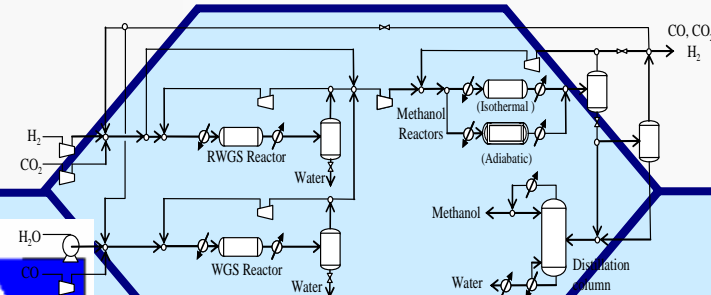 CO, CO
H₂
(Isothermal )
Methanol
Reactors
H₂
RWGS Reactor
(Adiabatic)
CO₂
Water
Methanol
H₂O
WGS Reactor
Distillation
column
CO
Water
Water